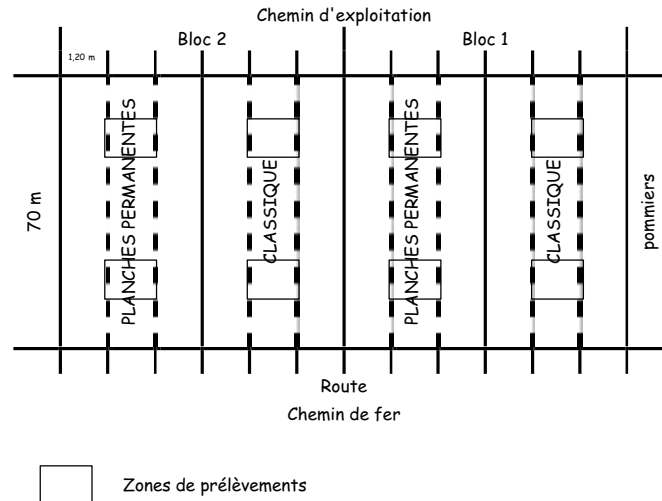 Chemin d'exploitation
Bloc 2
Bloc 1
1,20 m
70 m
PLANCHES PERMANENTES
CLASSIQUE
PLANCHES PERMANENTES
CLASSIQUE
pommiers
Route
Chemin de fer
Zones de prélèvements